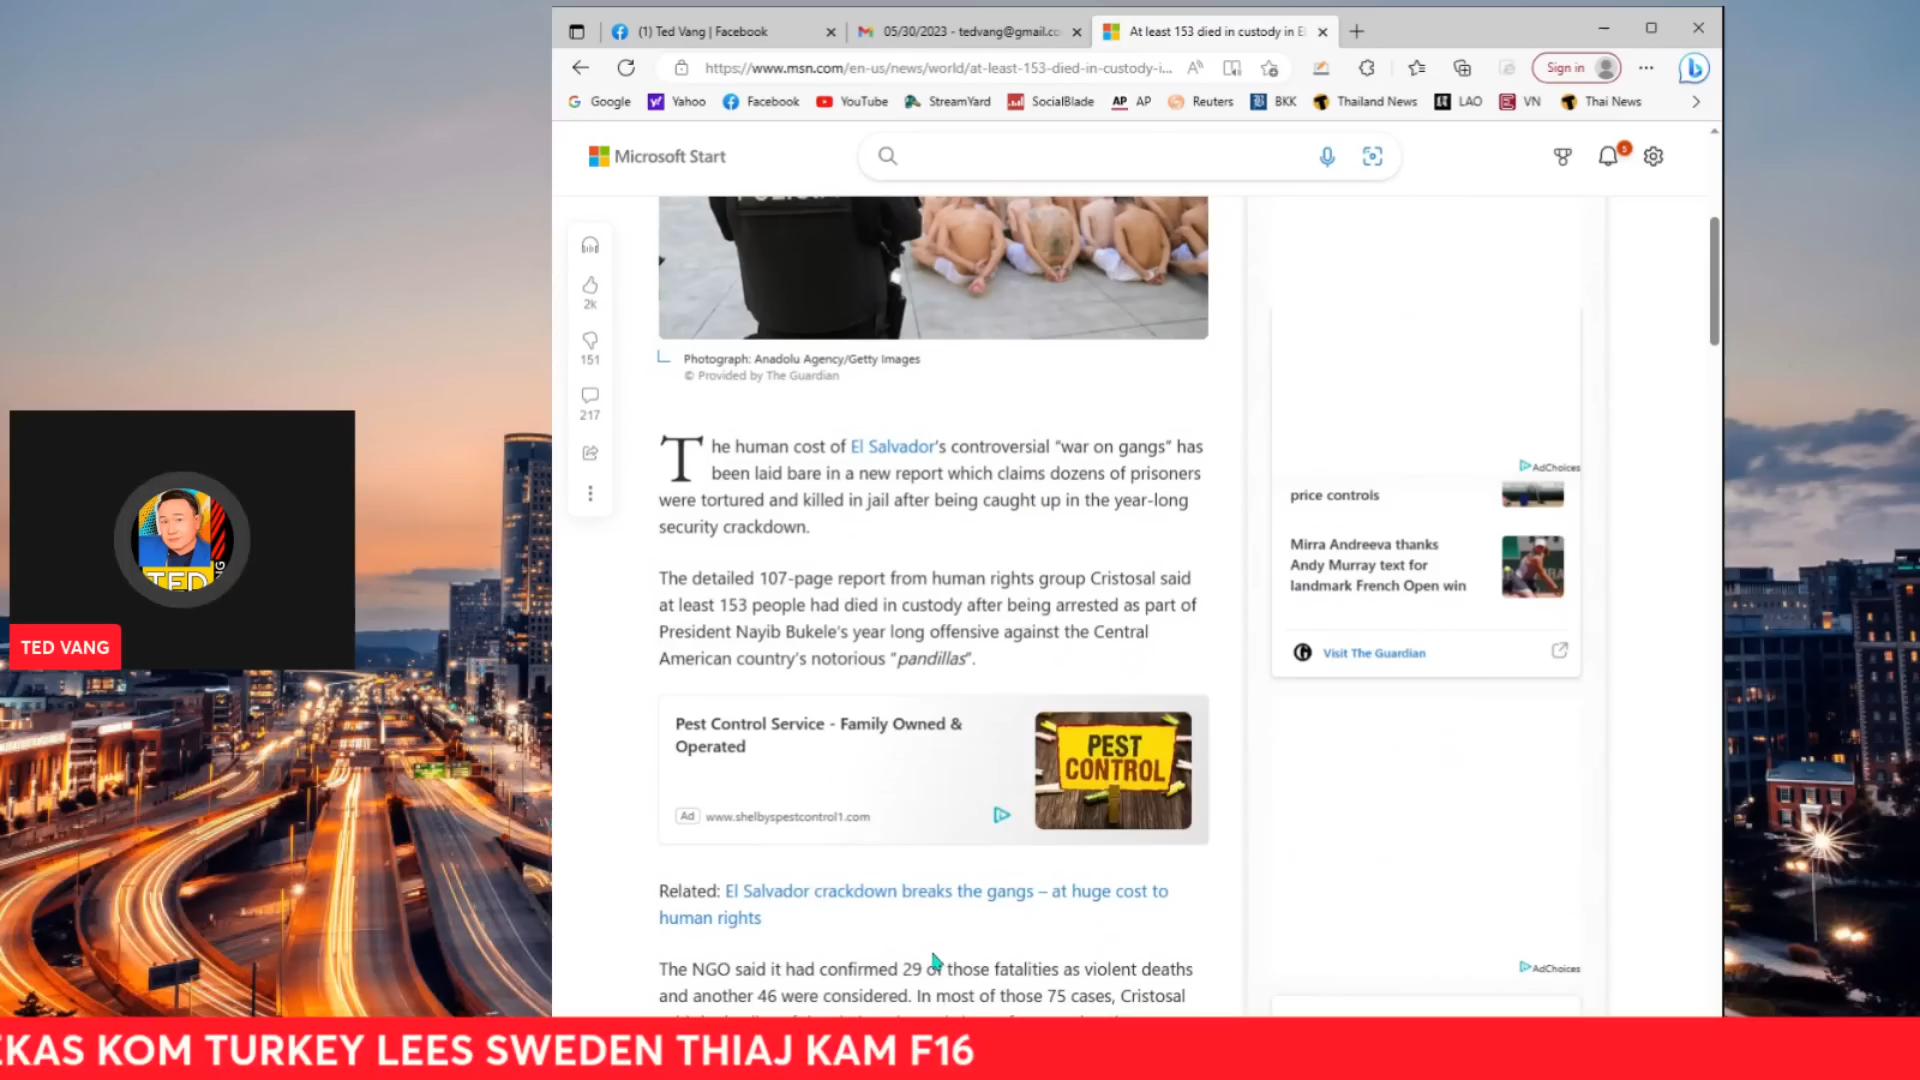 (1) Ted Vang | Facebook
05/30/2023 - tedvang@gmail.co
At least 153 died in custody in E
https://www.msn.com/en-us/news/world/at-least-153-died-in-custody-i...
Sign in
Google
Yahoo
Facebook
YouTube
StreamYard
SocialBlade
AP AP
Reuters
BKK
Thailand News
LAO
VN
Thai News
Microsoft Start
5
2k
151
217
Photograph: Anadolu Agency/Getty Images
© Provided by The Guardian
The human cost of El Salvador's controversial “war on gangs” has
been laid bare in a new report which claims dozens of prisoners
were tortured and killed in jail after being caught up in the year-long
security crackdown.
The detailed 107-page report from human rights group Cristosal said
at least 153 people had died in custody after being arrested as part of
President Nayib Bukele's year long offensive against the Central
American country's notorious “pandillas”.
Pest Control Service - Family Owned &
Operated
Ad www.shelbyspestcontrol1.com
PEST
CONTROL
Related: El Salvador crackdown breaks the gangs – at huge cost to
human rights
The NGO said it had confirmed 29 of those fatalities as violent deaths
and another 46 were considered. In most of those 75 cases, Cristosal
AdChoices
price controls
Mirra Andreeva thanks
Andy Murray text for
landmark French Open win
Visit The Guardian
AdChoices
TED
TED VANG
EKAS KOM TURKEY LEES SWEDEN THIAJ KAM F16